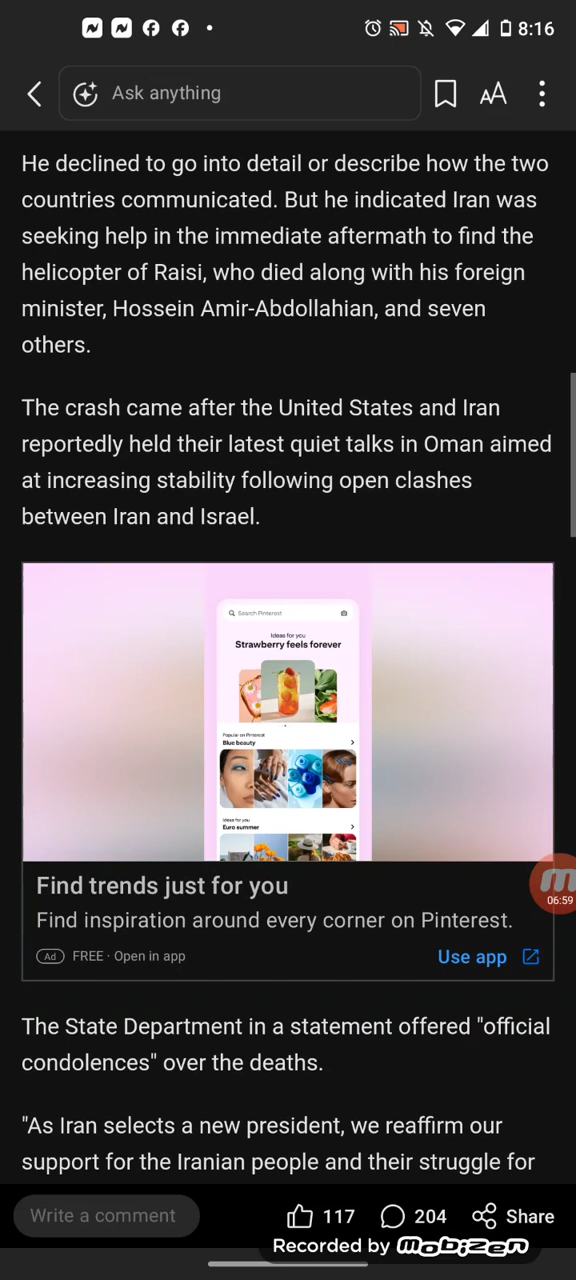 8:16
Ask anything
AA
He declined to go into detail or describe how the two
countries communicated. But he indicated Iran was
seeking help in the immediate aftermath to find the
helicopter of Raisi, who died along with his foreign
minister, Hossein Amir-Abdollahian, and seven
others.
The crash came after the United States and Iran
reportedly held their latest quiet talks in Oman aimed
at increasing stability following open clashes
between Iran and Israel.
Search Pinterest
Ideas for you
Strawberry feels forever
Popular on Pinterest
Blue beauty
Ideas for you
Euro summer
Find trends just for you
06:59
Find inspiration around every corner on Pinterest.
Ad FREE · Open in app Use app
The State Department in a statement offered "official
condolences" over the deaths.
"As Iran selects a new president, we reaffirm our
support for the Iranian people and their struggle for
Write a comment 117 204 Share
Recorded by mobizen